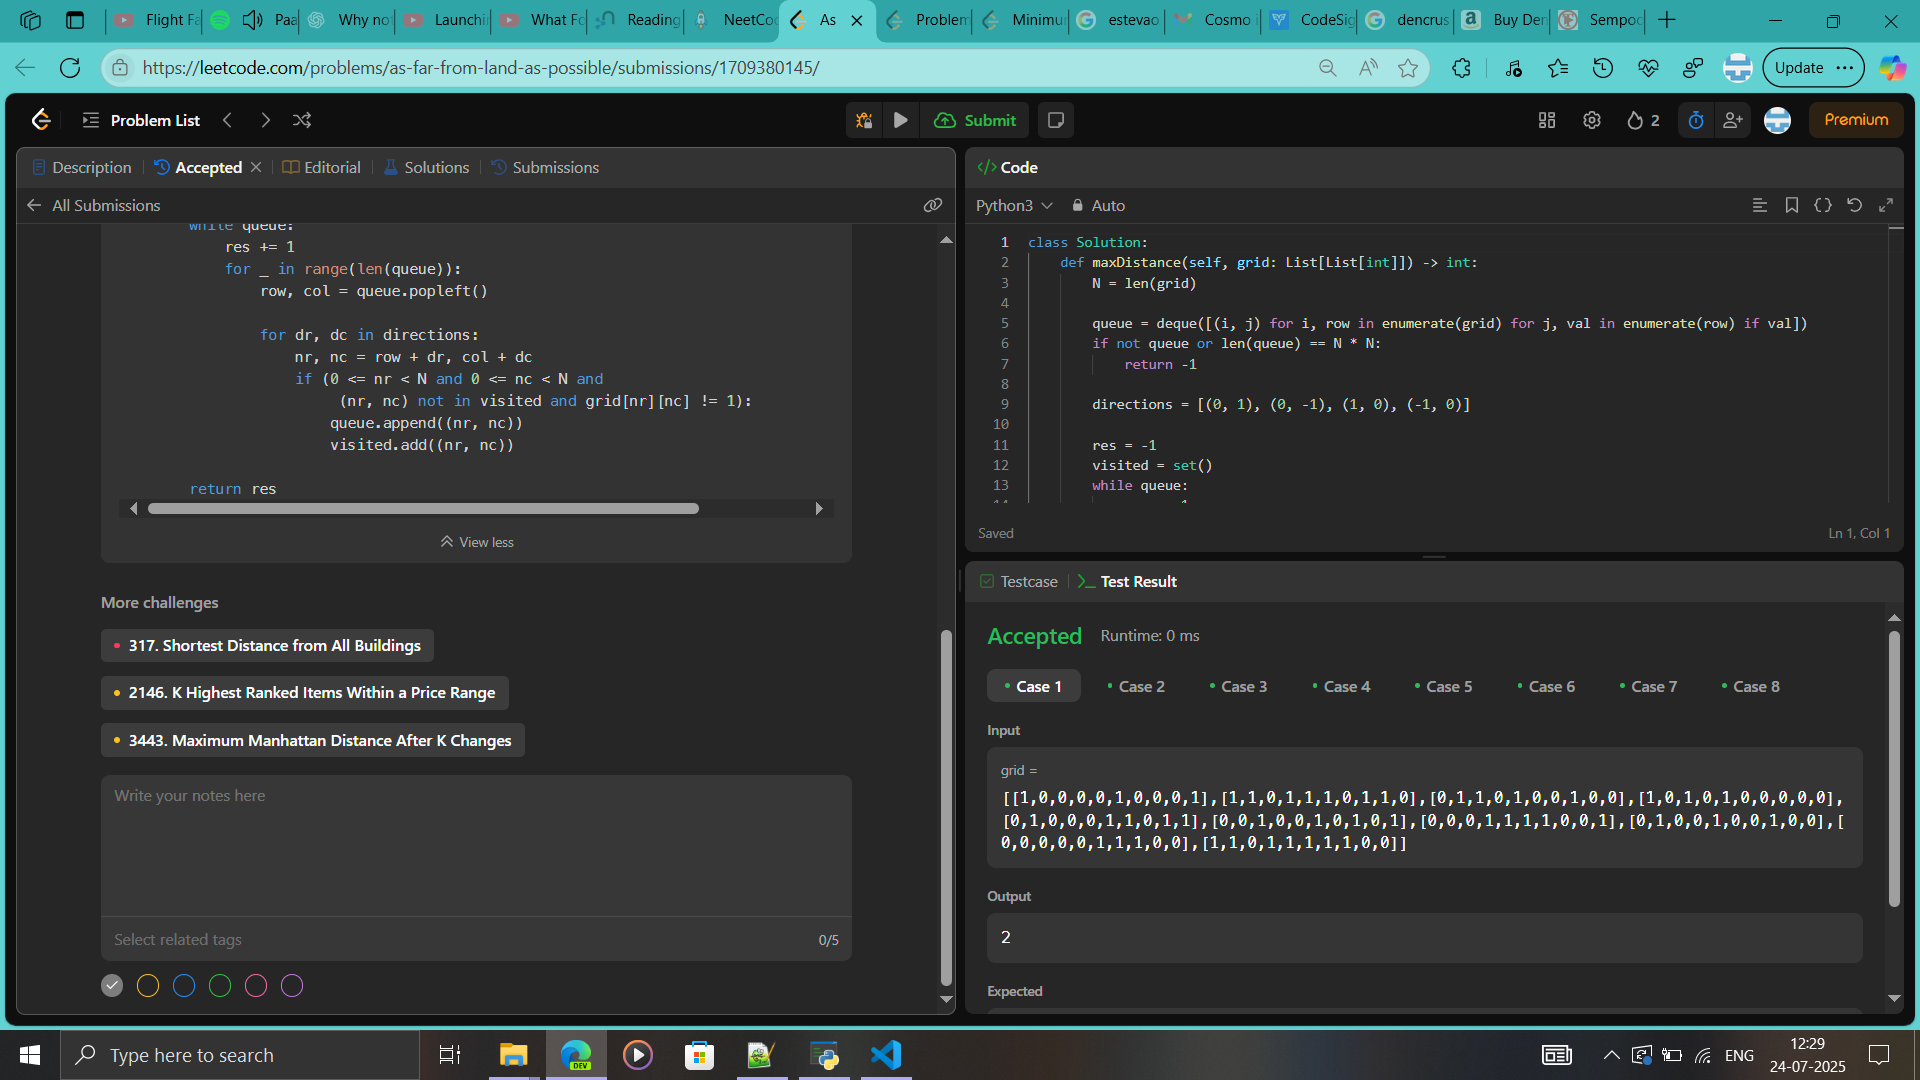 Flight Fa
Paa
Why no
Launchi
What Fo
Reading
NeetCo
As
Problem
Minimu
estevao
Cosmo i
CodeSig
dencrus
Buy Den
Sempo
https://leetcode.com/problems/as-far-from-land-as-possible/submissions/1709380145/
Update
Problem List
Submit
2
Premium
Description
Accepted
Editorial
Solutions
Submissions
All Submissions
while queue:
res += 1
for _ in range(len(queue)):
row, col = queue.popleft()
for dr, dc in directions:
nr, nc = row + dr, col + dc
if (0 <= nr < N and 0 <= nc < N and
(nr, nc) not in visited and grid[nr][nc] != 1):
queue.append((nr, nc))
visited.add((nr, nc))
return res
View less
More challenges
317. Shortest Distance from All Buildings
2146. K Highest Ranked Items Within a Price Range
3443. Maximum Manhattan Distance After K Changes
Write your notes here
Select related tags
0/5
</> Code
Python3
Auto
1 class Solution:
2 def maxDistance(self, grid: List[List[int]]) -> int:
3 N = len(grid)
4
5 queue = deque([(i, j) for i, row in enumerate(grid) for j, val in enumerate(row) if val])
6 if not queue or len(queue) == N * N:
7 return -1
8
9 directions = [(0, 1), (0, -1), (1, 0), (-1, 0)]
10
11 res = -1
12 visited = set()
13 while queue:
Saved
Ln 1, Col 1
Testcase
Test Result
Accepted
Runtime: 0 ms
Case 1
Case 2
Case 3
Case 4
Case 5
Case 6
Case 7
Case 8
Input
grid =
[[1,0,0,0,0,1,0,0,0,1],[1,1,0,1,1,1,0,1,1,0],[0,1,1,0,1,0,0,1,0,0],[1,0,1,0,1,0,0,0,0,0],
[0,1,0,0,0,1,1,0,1,1],[0,0,1,0,0,1,0,1,0,1],[0,0,0,1,1,1,1,0,0,1],[0,1,0,0,1,0,0,1,0,0],[
0,0,0,0,0,1,1,1,0,0],[1,1,0,1,1,1,1,1,0,0]]
Output
2
Expected
Type here to search
DEV
ENG
12:29
24-07-2025